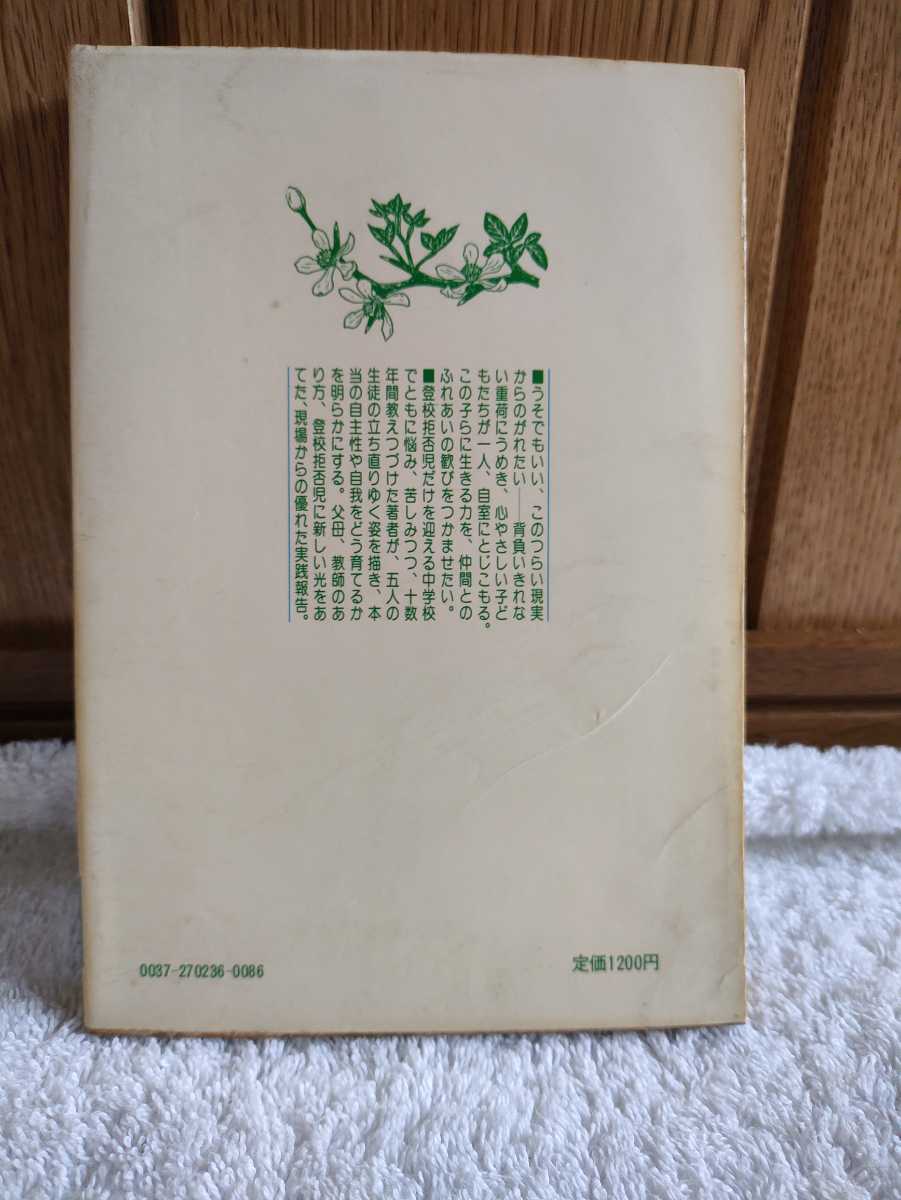 ■うそでもいい、このつらい現実
からのがれたい――背負いきれな
い重荷にうめき、心やさしい子ど
もたちが一人、自室にとじこもる。
この子らに生きる力を、仲間との
ふれあいの歓びをつかませたい。
■登校拒否児だけを迎える中学校
でともに悩み、苦しみつつ、十数
年間教えつづけた著者が、五人の
生徒の立ち直りゆく姿を描き、本
当の自主性や自我をどう育てるか
を明らかにする。父母、教師のあ
り方、登校拒否児に新しい光をあ
てた、現場からの優れた実践報告。
0037-270236-0086
定価1200円